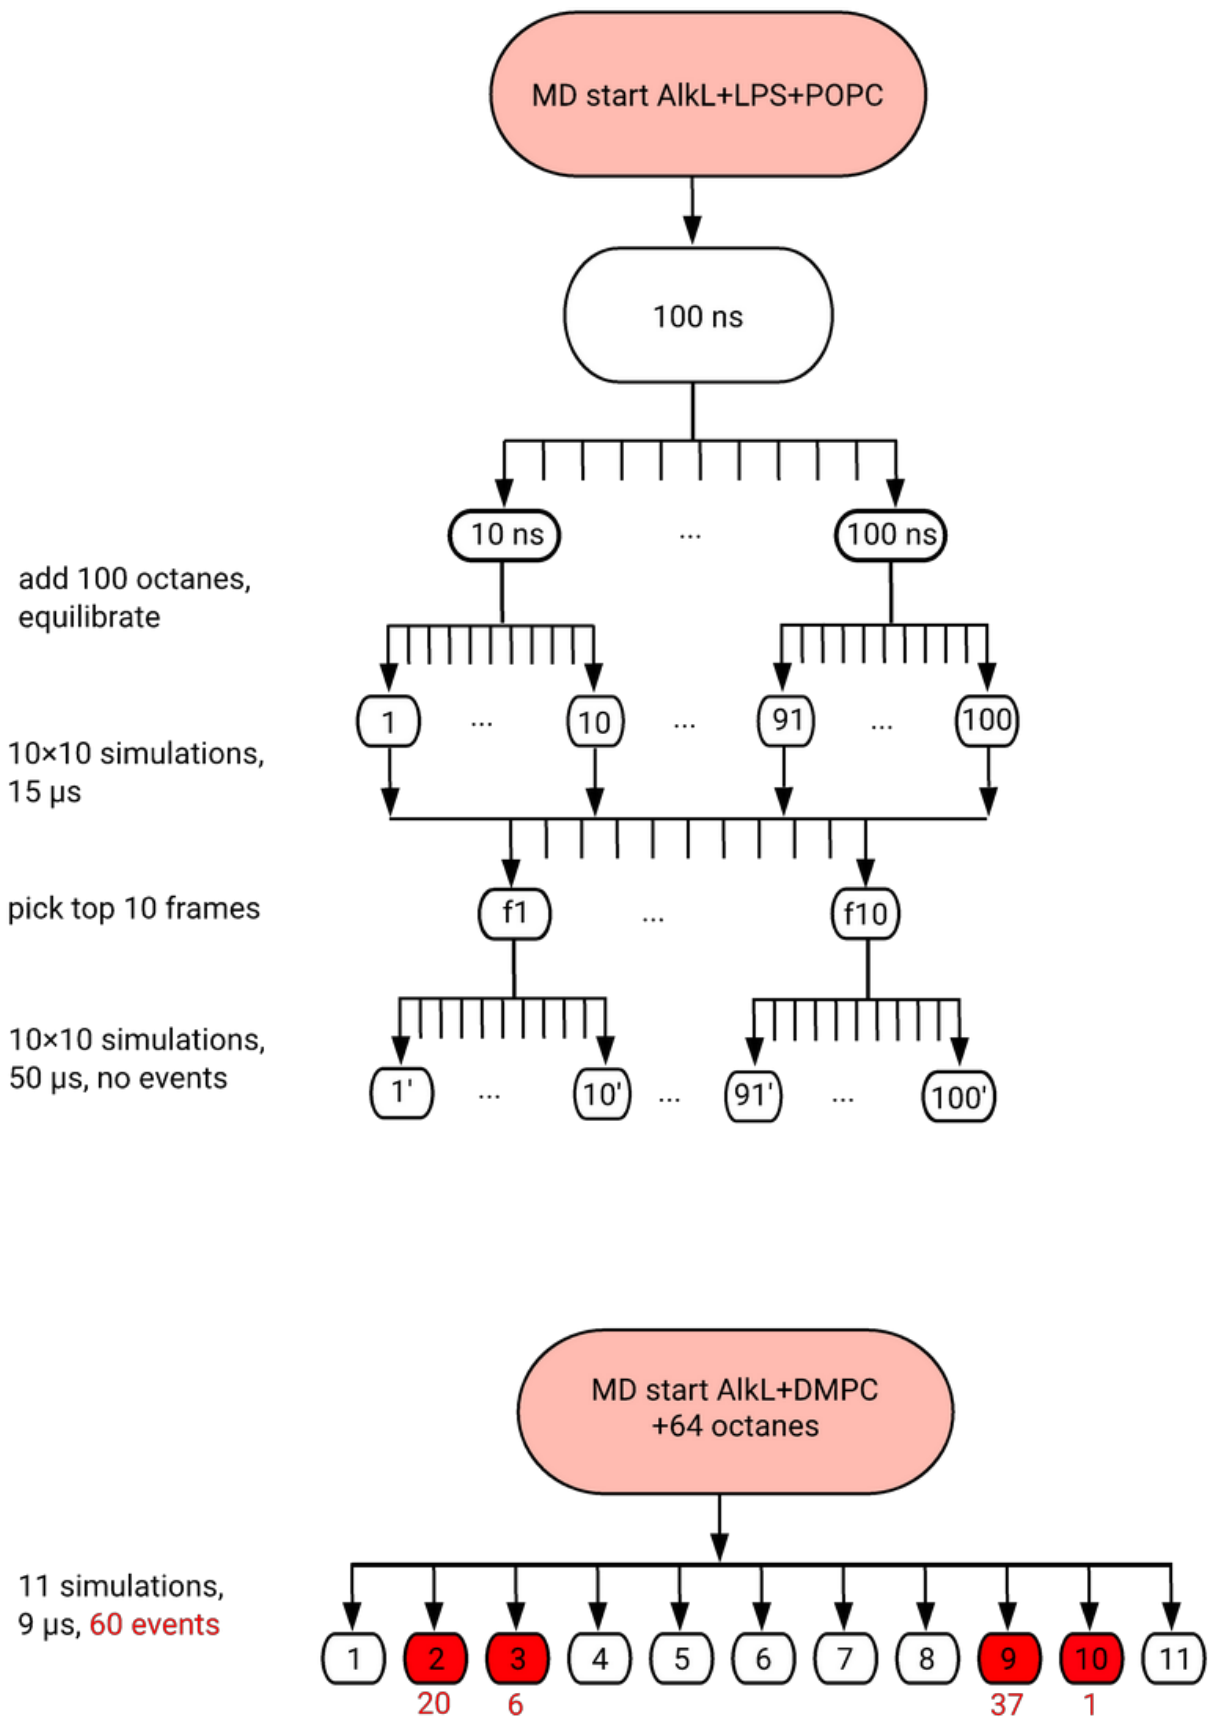 MD start AlkL+LPS+POPC
100 ns
10 ns ... 100 ns
add 100 octanes,
equilibrate
1 ... 10 ... 91 ... 100
10×10 simulations,
15 µs
pick top 10 frames
f1 ... f10
10×10 simulations,
50 µs, no events
1' ... 10' ... 91' ... 100'
MD start AlkL+DMPC
+64 octanes
11 simulations,
9 µs, 60 events
1 2 3 4 5 6 7 8 9 10 11
20 6 37 1